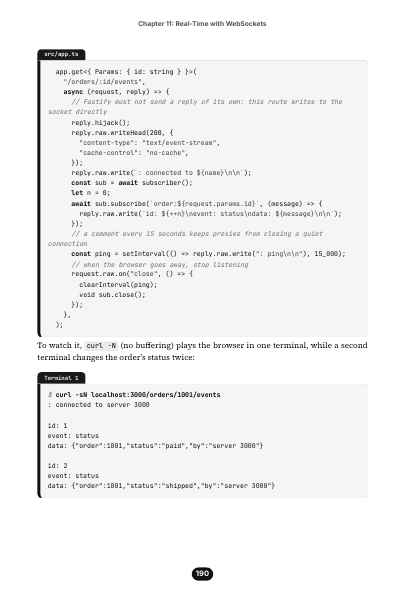 Chapter 11: Real-Time with WebSockets
src/app.ts
app.get<{ Params: { id: string } }>(
"/orders/:id/events",
async (request, reply) => {
// Fastify must not send a reply of its own: this route writes to the
socket directly
reply.hijack();
reply.raw.writeHead(200, {
"content-type": "text/event-stream",
"cache-control": "no-cache",
});
reply.raw.write(`: connected to ${name}\n\n`);
const sub = await subscriber();
let n = 0;
await sub.subscribe(`order:${request.params.id}`, (message) => {
reply.raw.write(`id: ${++n}\nevent: status\ndata: ${message}\n\n`);
});
// a comment every 15 seconds keeps proxies from closing a quiet
connection
const ping = setInterval(() => reply.raw.write(": ping\n\n"), 15_000);
// when the browser goes away, stop listening
request.raw.on("close", () => {
clearInterval(ping);
void sub.close();
});
},
);
To watch it, curl -N (no buffering) plays the browser in one terminal, while a second
terminal changes the order's status twice:
Terminal 1
$ curl -sN localhost:3000/orders/1001/events
: connected to server 3000
id: 1
event: status
data: {"order":1001,"status":"paid","by":"server 3000"}
id: 2
event: status
data: {"order":1001,"status":"shipped","by":"server 3000"}
190